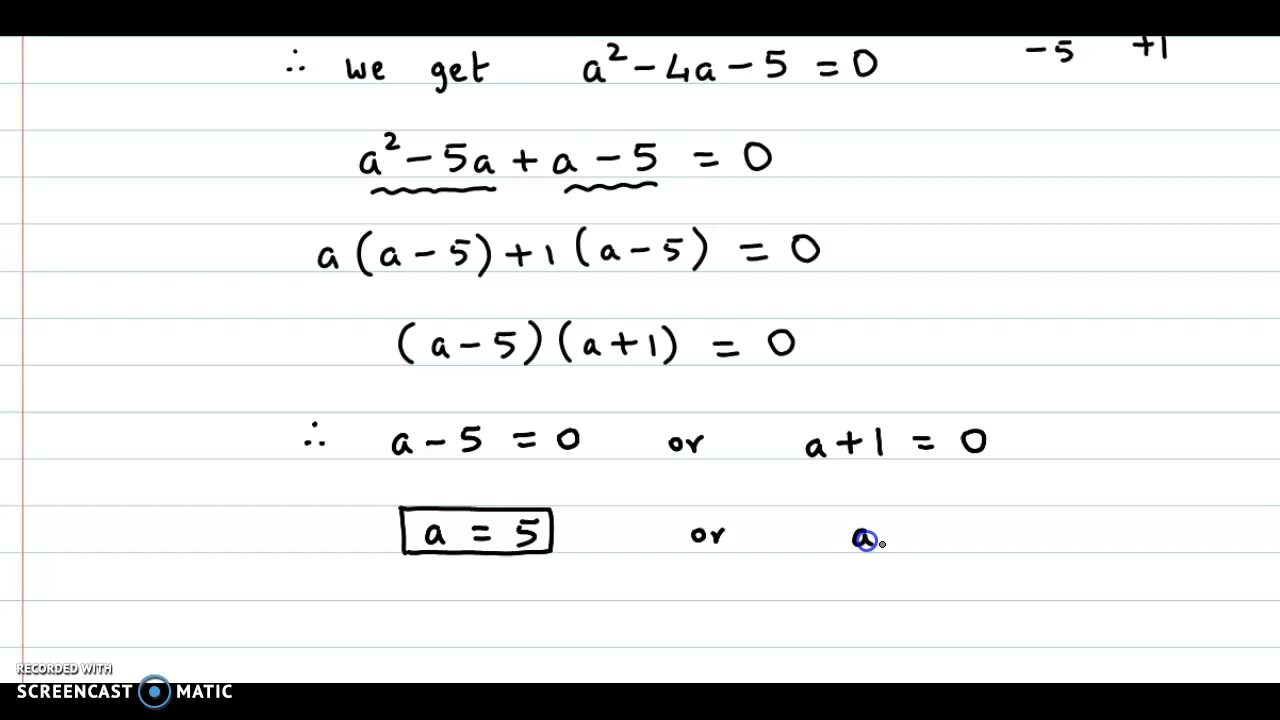 ∴ we get a² - 4a - 5 = 0 -5 +1
a² - 5a + a - 5 = 0
a (a - 5) + 1 (a - 5) = 0
(a - 5) (a + 1) = 0
∴ a - 5 = 0 or a + 1 = 0
a = 5 or a
RECORDED WITH
SCREENCAST MATIC